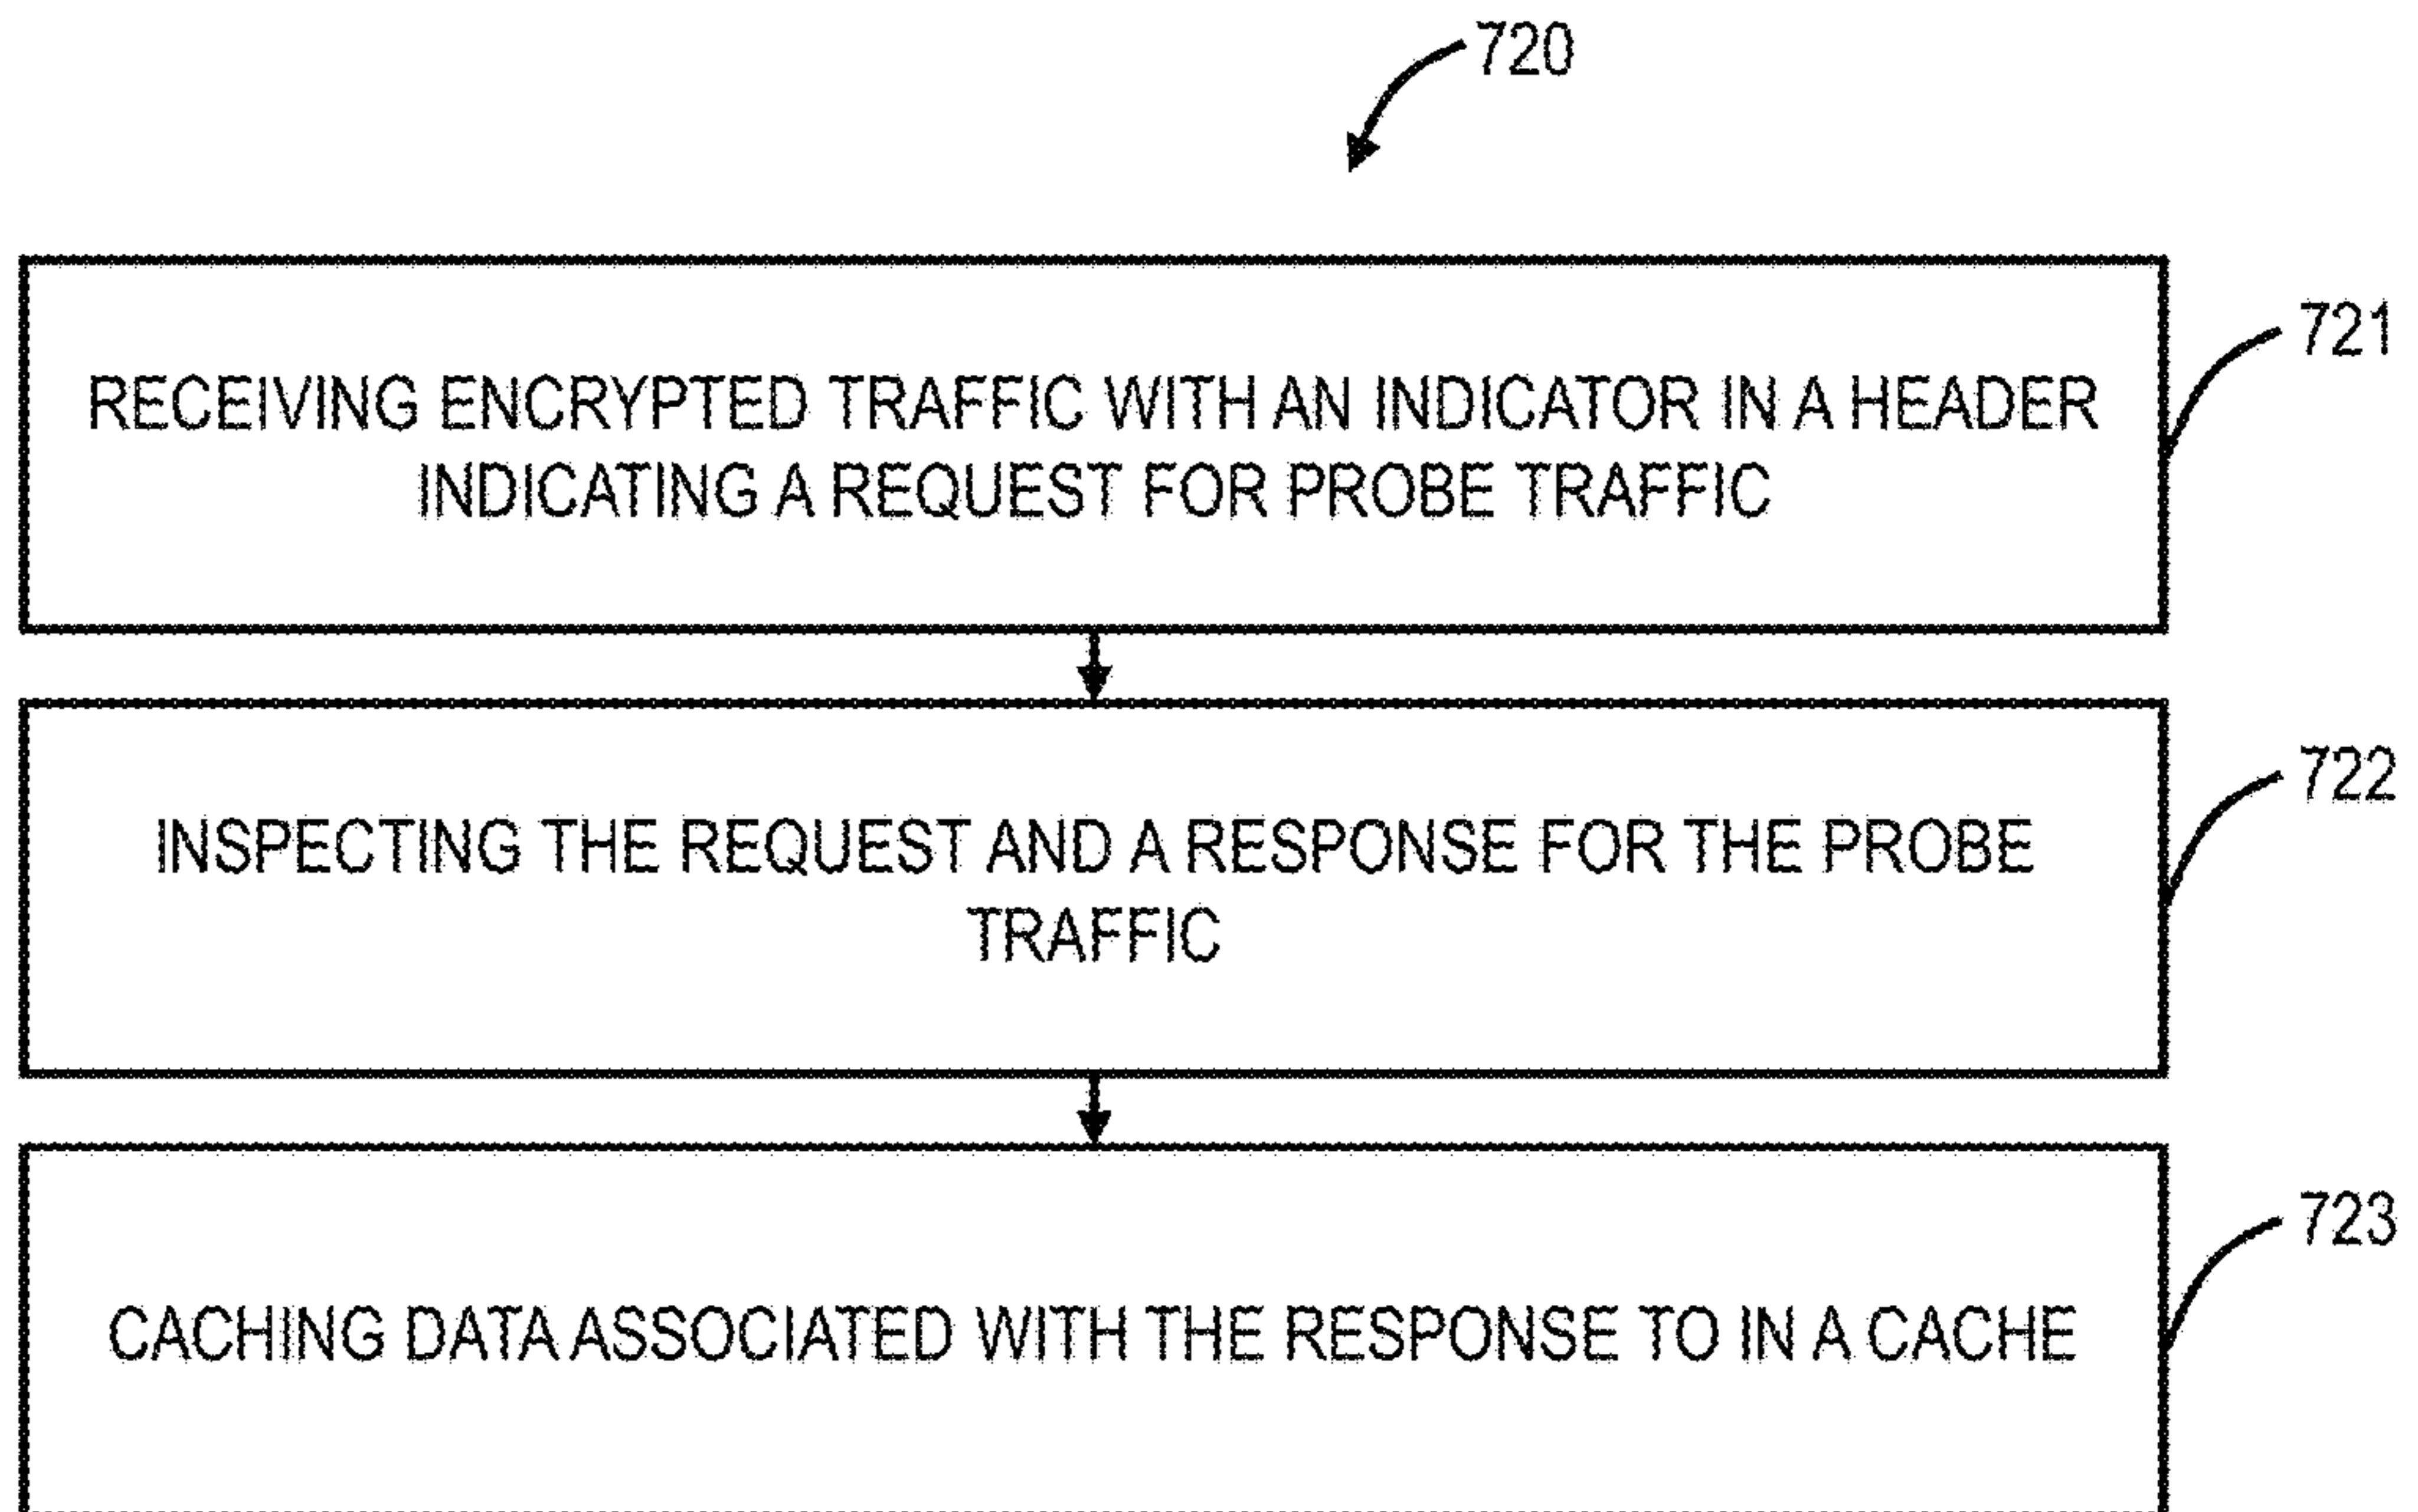 720
RECEIVING ENCRYPTED TRAFFIC WITH AN INDICATOR IN A HEADER
INDICATING A REQUEST FOR PROBE TRAFFIC
721
INSPECTING THE REQUEST AND A RESPONSE FOR THE PROBE
TRAFFIC
722
CACHING DATA ASSOCIATED WITH THE RESPONSE TO IN A CACHE
723